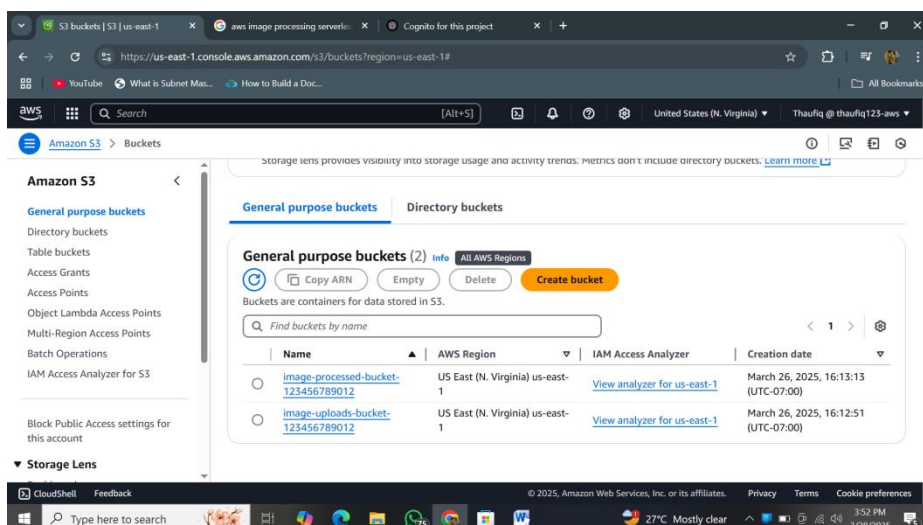 S3 buckets | S3 | us-east-1
aws image processing serverles
Cognito for this project
https://us-east-1.console.aws.amazon.com/s3/buckets?region=us-east-1#
YouTube
What is Subnet Mas...
How to Build a Doc...
All Bookmarks
aws
Search
[Alt+S]
United States (N. Virginia) ▼
Thaufiq @ thaufiq123-aws ▼
Amazon S3 > Buckets
Amazon S3
General purpose buckets
Directory buckets
Table buckets
Access Grants
Access Points
Object Lambda Access Points
Multi-Region Access Points
Batch Operations
IAM Access Analyzer for S3
Block Public Access settings for
this account
▼ Storage Lens
Storage lens provides visibility into storage usage and activity trends. Metrics don't include directory buckets. Learn more
General purpose buckets
Directory buckets
General purpose buckets (2) Info All AWS Regions
Copy ARN
Empty
Delete
Create bucket
Buckets are containers for data stored in S3.
Find buckets by name
< 1 >
Name
AWS Region
IAM Access Analyzer
Creation date
image-processed-bucket-
123456789012
US East (N. Virginia) us-east-
1
View analyzer for us-east-1
March 26, 2025, 16:13:13
(UTC-07:00)
image-uploads-bucket-
123456789012
US East (N. Virginia) us-east-
1
View analyzer for us-east-1
March 26, 2025, 16:12:51
(UTC-07:00)
CloudShell
Feedback
© 2025, Amazon Web Services, Inc. or its affiliates.
Privacy
Terms
Cookie preferences
Type here to search
27°C Mostly clear
3:52 PM